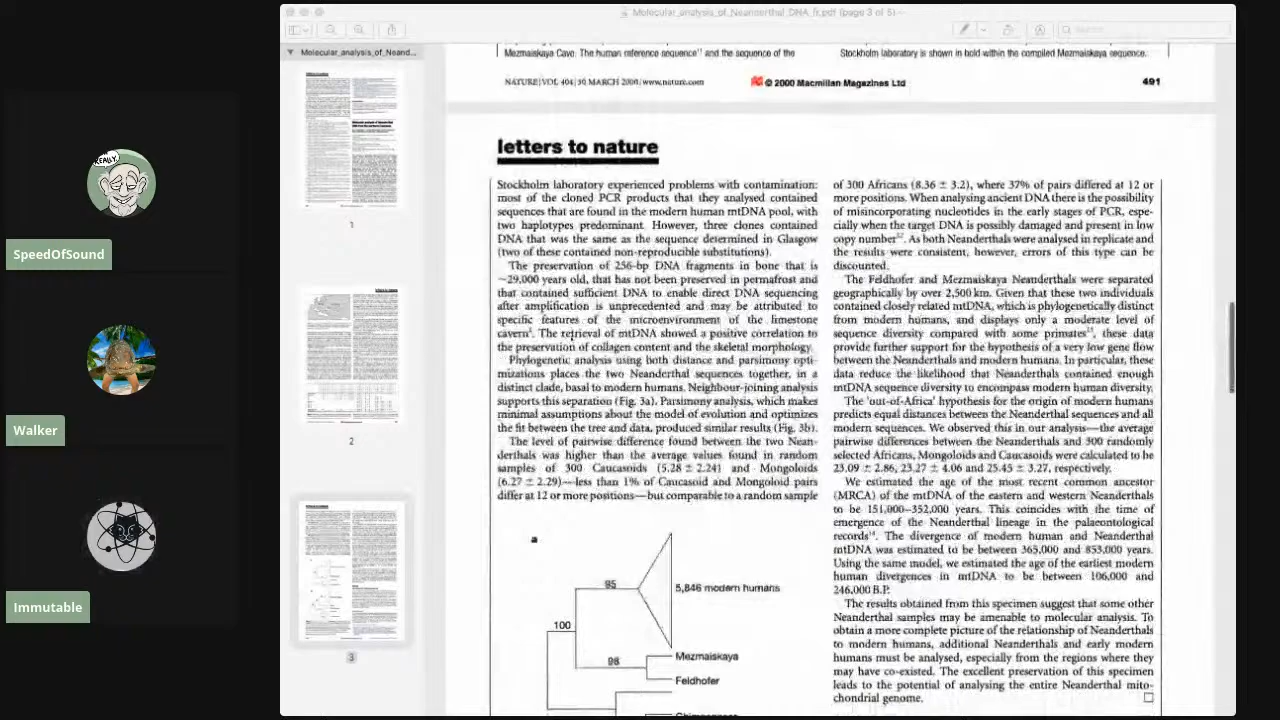 Molecular_analysis_of_Neanderthal_DNA_fr.pdf (page 3 of 5)
Search
Molecular_analysis_of_Neand...
1
2
3
REALLY
SpeedOfSound
Walker
Immutable
Mezmaiskaya Cave. The human reference sequence¹¹ and the sequence of the
Stockholm laboratory is shown in bold within the compiled Mezmaiskaya sequence.
NATURE | VOL 404 | 30 MARCH 2000 | www.nature.com
© 2000 Macmillan Magazines Ltd
491
letters to nature
Stockholm laboratory experienced problems with contamination:
most of the cloned PCR products that they analysed contained
sequences that are found in the modern human mtDNA pool, with
two haplotypes predominant. However, three clones contained
DNA that was the same as the sequence determined in Glasgow
(two of these contained non-reproducible substitutions).
The preservation of 256-bp DNA fragments in bone that is
~29,000 years old, that has not been preserved in permafrost and
that contained sufficient DNA to enable direct DNA sequencing
after amplification is unprecedented and may be attributed to
specific features of the microenvironment of the limestone
cavern⁴. The retrieval of mtDNA showed a positive correlation to
the preservation of collagen content and the skeletal morphology.
Phylogenetic analysis using both distance and parsimony opti-
mizations places the two Neanderthal sequences together, in a
distinct clade, basal to modern humans. Neighbour-joining analysis
supports this separation (Fig. 3a). Parsimony analysis, which makes
minimal assumptions about the model of evolution and optimizes
the fit between the tree and data, produced similar results (Fig. 3b).
The level of pairwise difference found between the two Nean-
derthals was higher than the average values found in random
samples of 300 Caucasoids (5.28 ± 2.24) and Mongoloids
(6.27 ± 2.29)—less than 1% of Caucasoid and Mongoloid pairs
differ at 12 or more positions—but comparable to a random sample
a
95
5,846 modern humans
100
98
Mezmaiskaya
Feldhofer
of 300 Africans (8.36 ± 3.2), where 37% of pairs differed at 12 or
more positions. When analysing ancient DNA there is the possibility
of misincorporating nucleotides in the early stages of PCR, espe-
cially when the target DNA is possibly damaged and present in low
copy number¹². As both Neanderthals were analysed in replicate and
the results were consistent, however, errors of this type can be
discounted.
The Feldhofer and Mezmaiskaya Neanderthals were separated
geographically by over 2,500 km. Given that these two individuals
contained closely related mtDNA, which is phylogenetically distinct
from modern humans, and displays only a moderate level of
sequence diversity compared with some primates¹³, these data
provide further support for the hypothesis of a very low gene flow
between the Neanderthals and modern humans. In particular, these
data reduce the likelihood that Neanderthals contained enough
mtDNA sequence diversity to encompass modern human diversity.
The 'out-of-Africa' hypothesis for the origin of modern humans
predicts equal distances between the Neanderthal sequences and all
modern sequences. We observed this in our analysis—the average
pairwise differences between the Neanderthals and 300 randomly
selected Africans, Mongoloids and Caucasoids were calculated to be
23.09 ± 2.86, 23.27 ± 4.06 and 25.45 ± 3.27, respectively.
We estimated the age of the most recent common ancestor
(MRCA) of the mtDNA of the eastern and western Neanderthals
to be 151,000–352,000 years. This coincides with the time of
emergence of the Neanderthal lineage in the palaeontological
records¹⁴. The divergence of modern human and Neanderthal
mtDNA was estimated to be between 365,000 and 853,000 years.
Using the same model, we estimated the age of the earliest modern
human divergences in mtDNA to be between 106,000 and
246,000 B.P.
The results obtained from this specimen suggest that some other
Neanderthal samples may be amenable to molecular analysis. To
obtain a more complete picture of the relationship of Neanderthals
to modern humans, additional Neanderthals and early modern
humans must be analysed, especially from the regions where they
may have co-existed. The excellent preservation of this specimen
leads to the potential of analysing the entire Neanderthal mito-
chondrial genome.